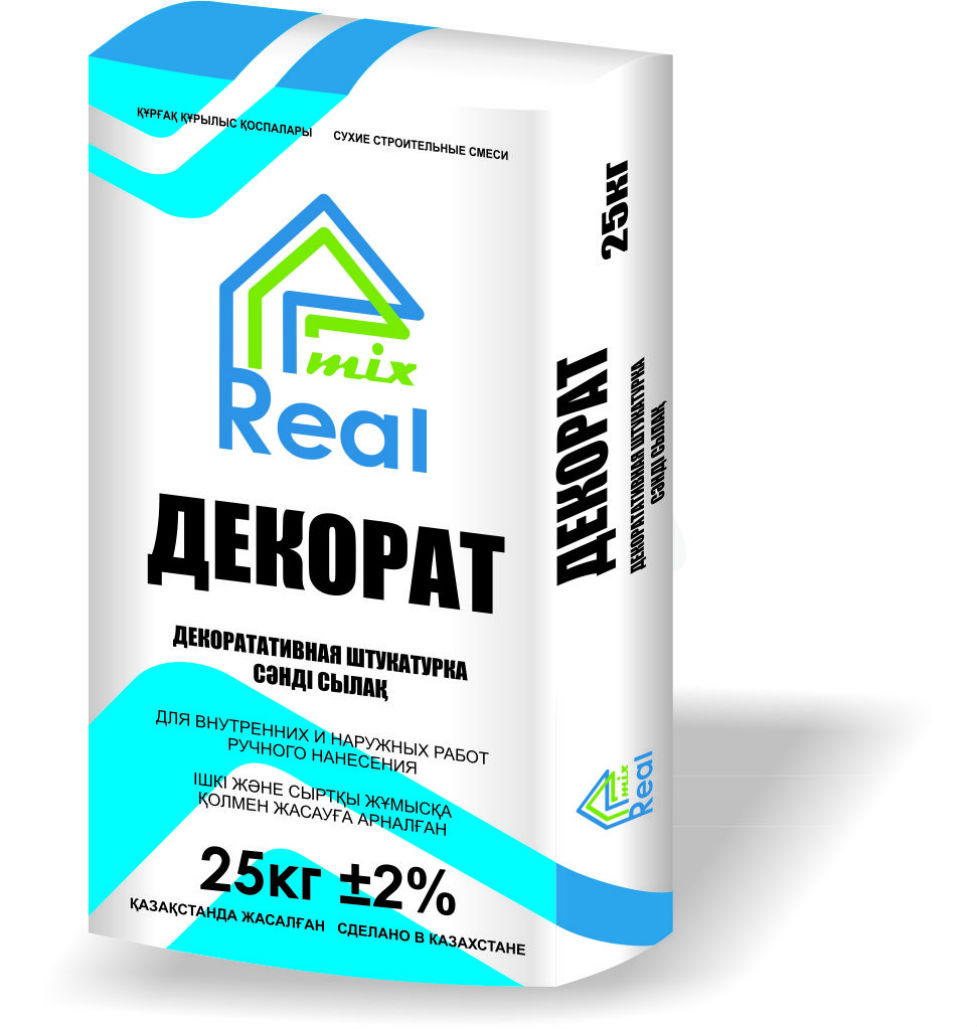 ҚҰРҒАҚ ҚҰРЫЛЫС ҚОСПАЛАРЫ СУХИЕ СТРОИТЕЛЬНЫЕ СМЕСИ
mix
Real
ДЕКОРАТ
ДЕКОРАТАТИВНАЯ ШТУКАТУРКА
СӘНДІ СЫЛАҚ
ДЛЯ ВНУТРЕННИХ И НАРУЖНЫХ РАБОТ
РУЧНОГО НАНЕСЕНИЯ
ІШКІ ЖӘНЕ СЫРТҚЫ ЖҰМЫСҚА
ҚОЛМЕН ЖАСАУҒА АРНАЛҒАН
25кг ±2%
ҚАЗАҚСТАНДА ЖАСАЛҒАН СДЕЛАНО В КАЗАХСТАНЕ
25КГ
ДЕКОРАТ
ДЕКОРАТАТИВНАЯ ШТУКАТУРКА
СӘНДІ СЫЛАҚ
mix
Real